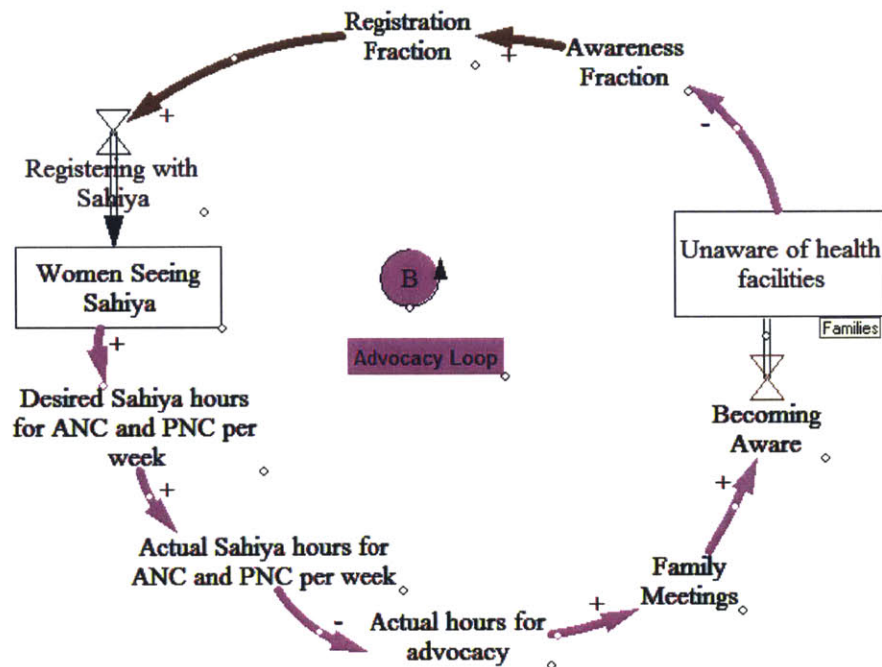 Registration
Fraction
+
Awareness
Fraction
+
-
Registering with
Sahiya
Women Seeing
Sahiya
B
Unaware of health
facilities
Families
Advocacy Loop
+
Desired Sahiya hours
for ANC and PNC per
week
Becoming
Aware
+
+
Actual Sahiya hours for
ANC and PNC per week
Family
Meetings
-
+
Actual hours for
advocacy